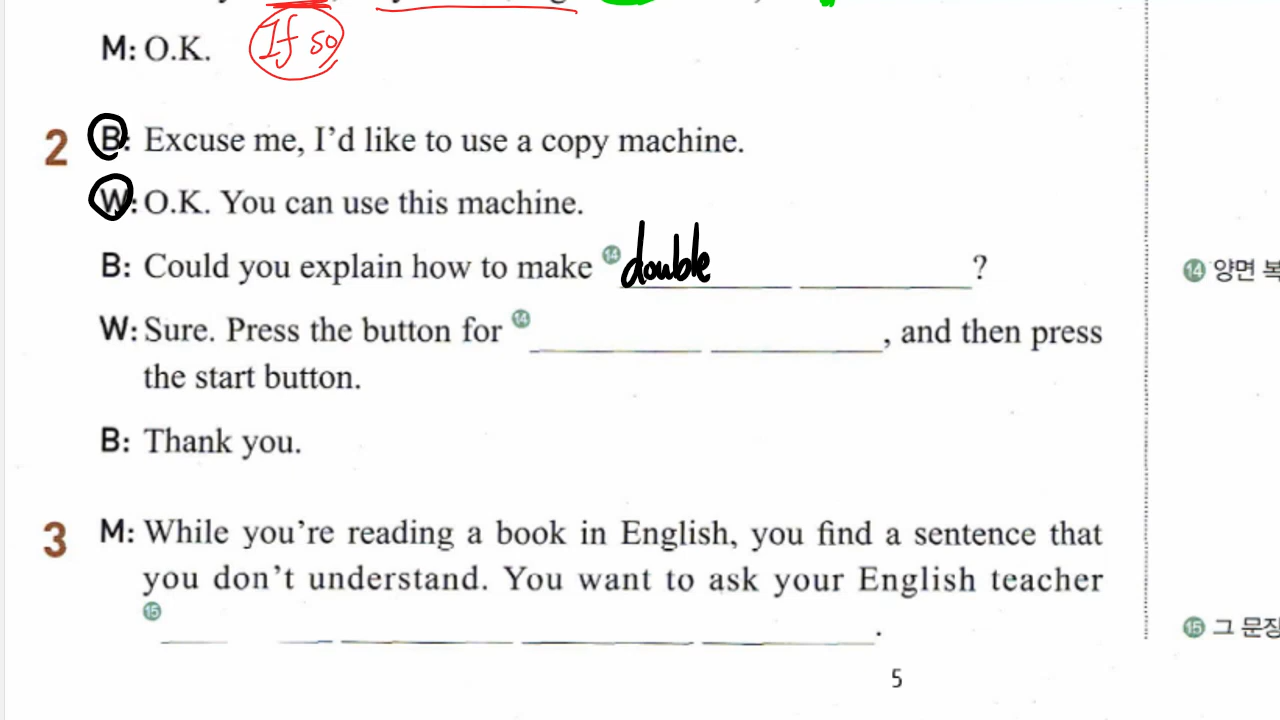 M: O.K. If so
2 B: Excuse me, I'd like to use a copy machine.
W: O.K. You can use this machine.
B: Could you explain how to make ⑭ double ?
⑭ 양면
W: Sure. Press the button for ⑭ , and then press
the start button.
B: Thank you.
3 M: While you're reading a book in English, you find a sentence that
you don't understand. You want to ask your English teacher
⑮ .
⑮ 그
5